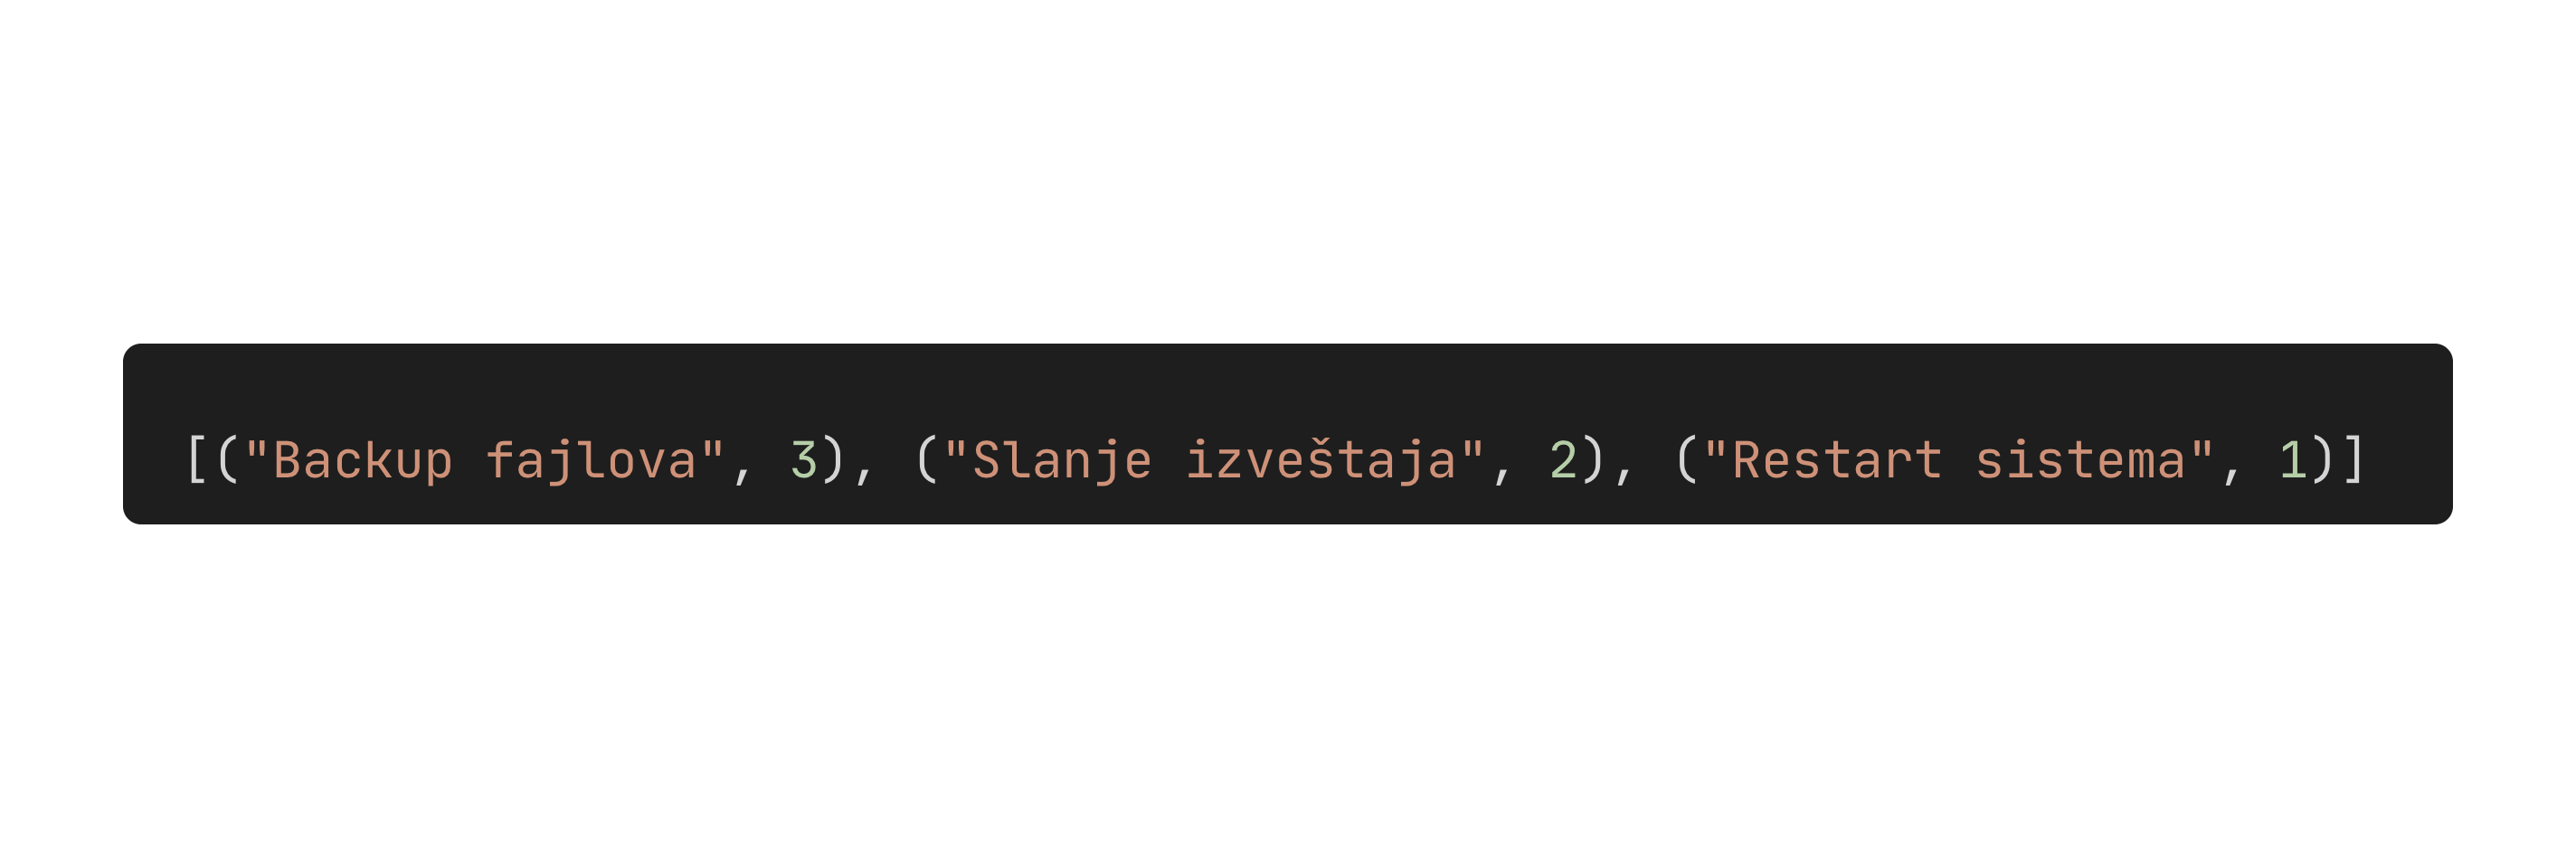 [("Backup fajlova", 3), ("Slanje izveštaja", 2), ("Restart sistema", 1)]